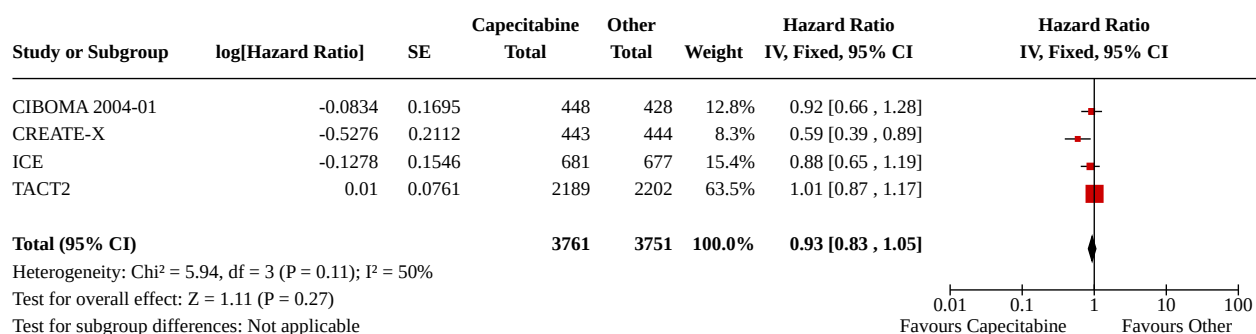 Capecitabine Other Hazard Ratio Hazard Ratio
Study or Subgroup log[Hazard Ratio] SE Total Total Weight IV, Fixed, 95% CI IV, Fixed, 95% CI
CIBOMA 2004-01 -0.0834 0.1695 448 428 12.8% 0.92 [0.66 , 1.28]
CREATE-X -0.5276 0.2112 443 444 8.3% 0.59 [0.39 , 0.89]
ICE -0.1278 0.1546 681 677 15.4% 0.88 [0.65 , 1.19]
TACT2 0.01 0.0761 2189 2202 63.5% 1.01 [0.87 , 1.17]
Total (95% CI) 3761 3751 100.0% 0.93 [0.83 , 1.05]
Heterogeneity: Chi² = 5.94, df = 3 (P = 0.11); I² = 50%
Test for overall effect: Z = 1.11 (P = 0.27)
0.01 0.1 1 10 100
Test for subgroup differences: Not applicable Favours Capecitabine Favours Other